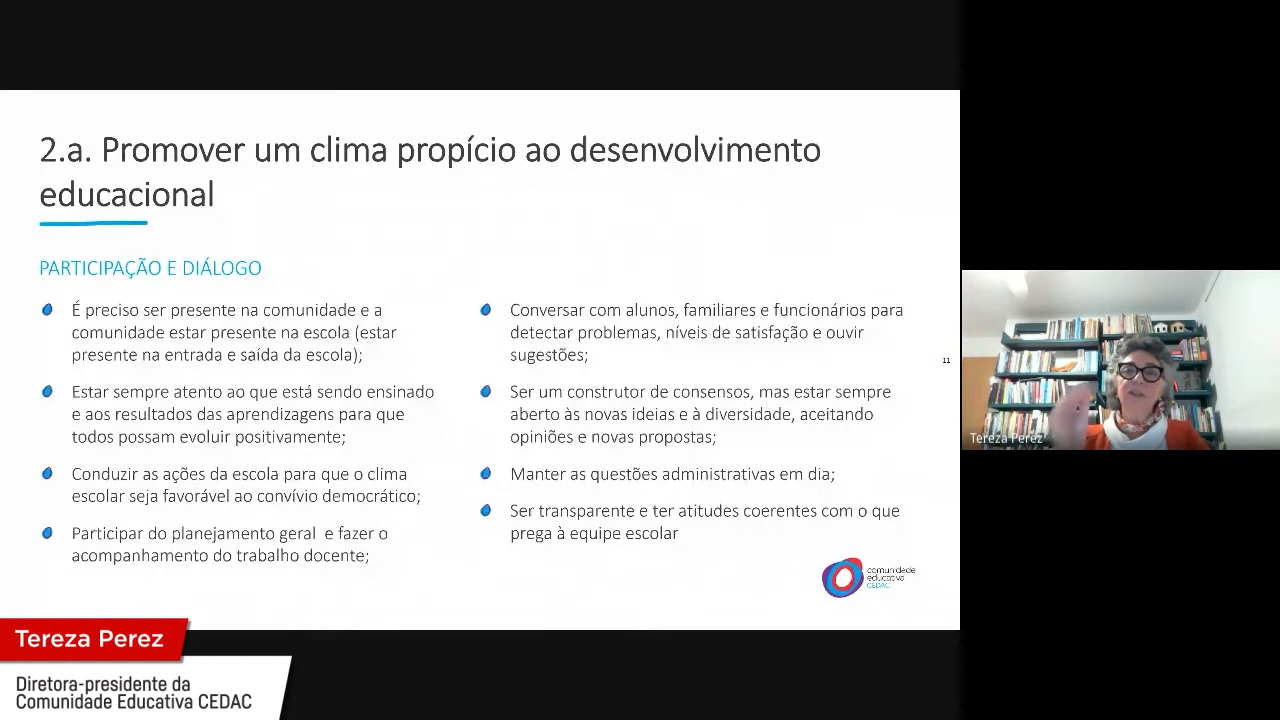 2.a. Promover um clima propício ao desenvolvimento
educacional
PARTICIPAÇÃO E DIÁLOGO
É preciso ser presente na comunidade e a
comunidade estar presente na escola (estar
presente na entrada e saída da escola);
Estar sempre atento ao que está sendo ensinado
e aos resultados das aprendizagens para que
todos possam evoluir positivamente;
Conduzir as ações da escola para que o clima
escolar seja favorável ao convívio democrático;
Participar do planejamento geral e fazer o
acompanhamento do trabalho docente;
Conversar com alunos, familiares e funcionários para
detectar problemas, níveis de satisfação e ouvir
sugestões;
Ser um construtor de consensos, mas estar sempre
aberto às novas ideias e à diversidade, aceitando
opiniões e novas propostas;
Manter as questões administrativas em dia;
Ser transparente e ter atitudes coerentes com o que
prega à equipe escolar
11
comunidade
educativa
CEDAC
Tereza Perez
Tereza Perez
Diretora-presidente da
Comunidade Educativa CEDAC